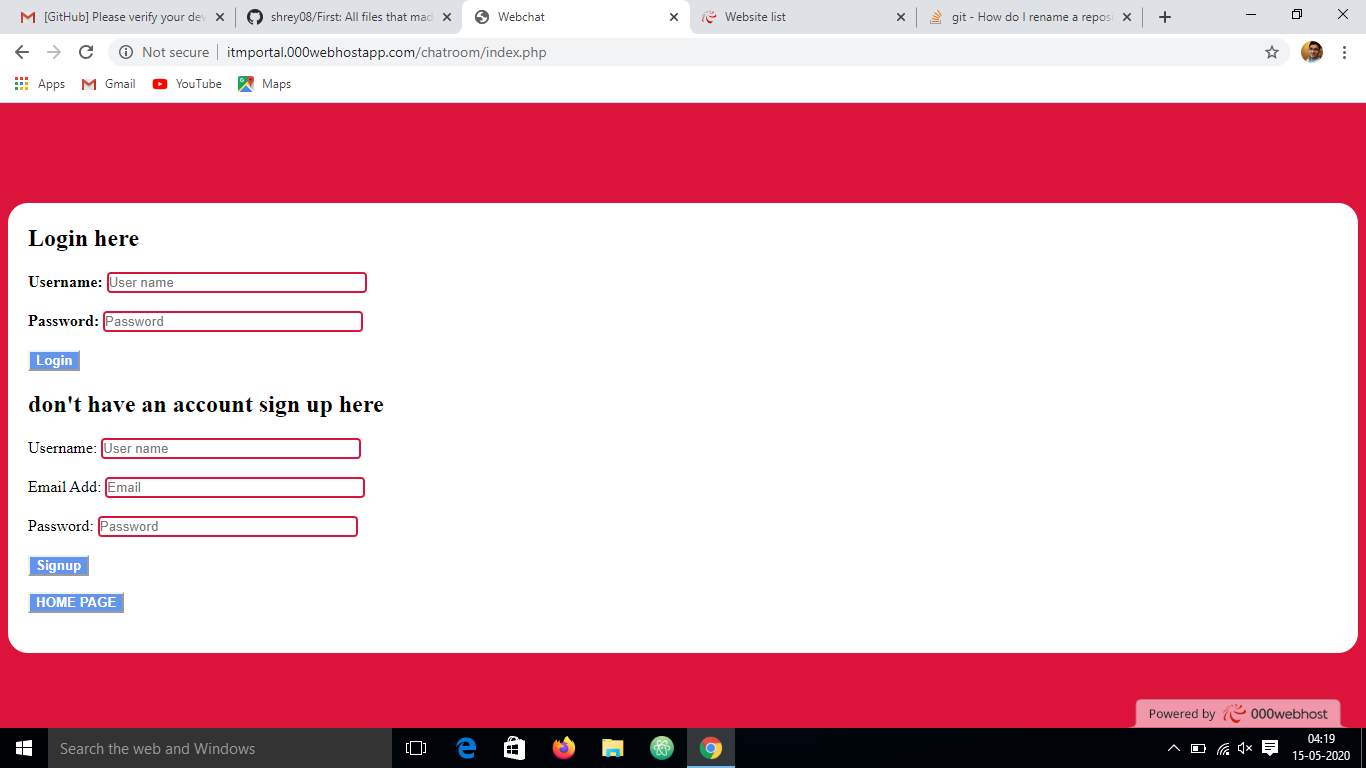 [GitHub] Please verify your dev
shrey08/First: All files that mad
Webchat
Website list
git - How do I rename a reposi
Not secure itmportal.000webhostapp.com/chatroom/index.php
Apps Gmail YouTube Maps
Login here
Username: User name
Password: Password
Login
don't have an account sign up here
Username: User name
Email Add: Email
Password: Password
Signup
HOME PAGE
Powered by 000webhost
Search the web and Windows
04:19
15-05-2020